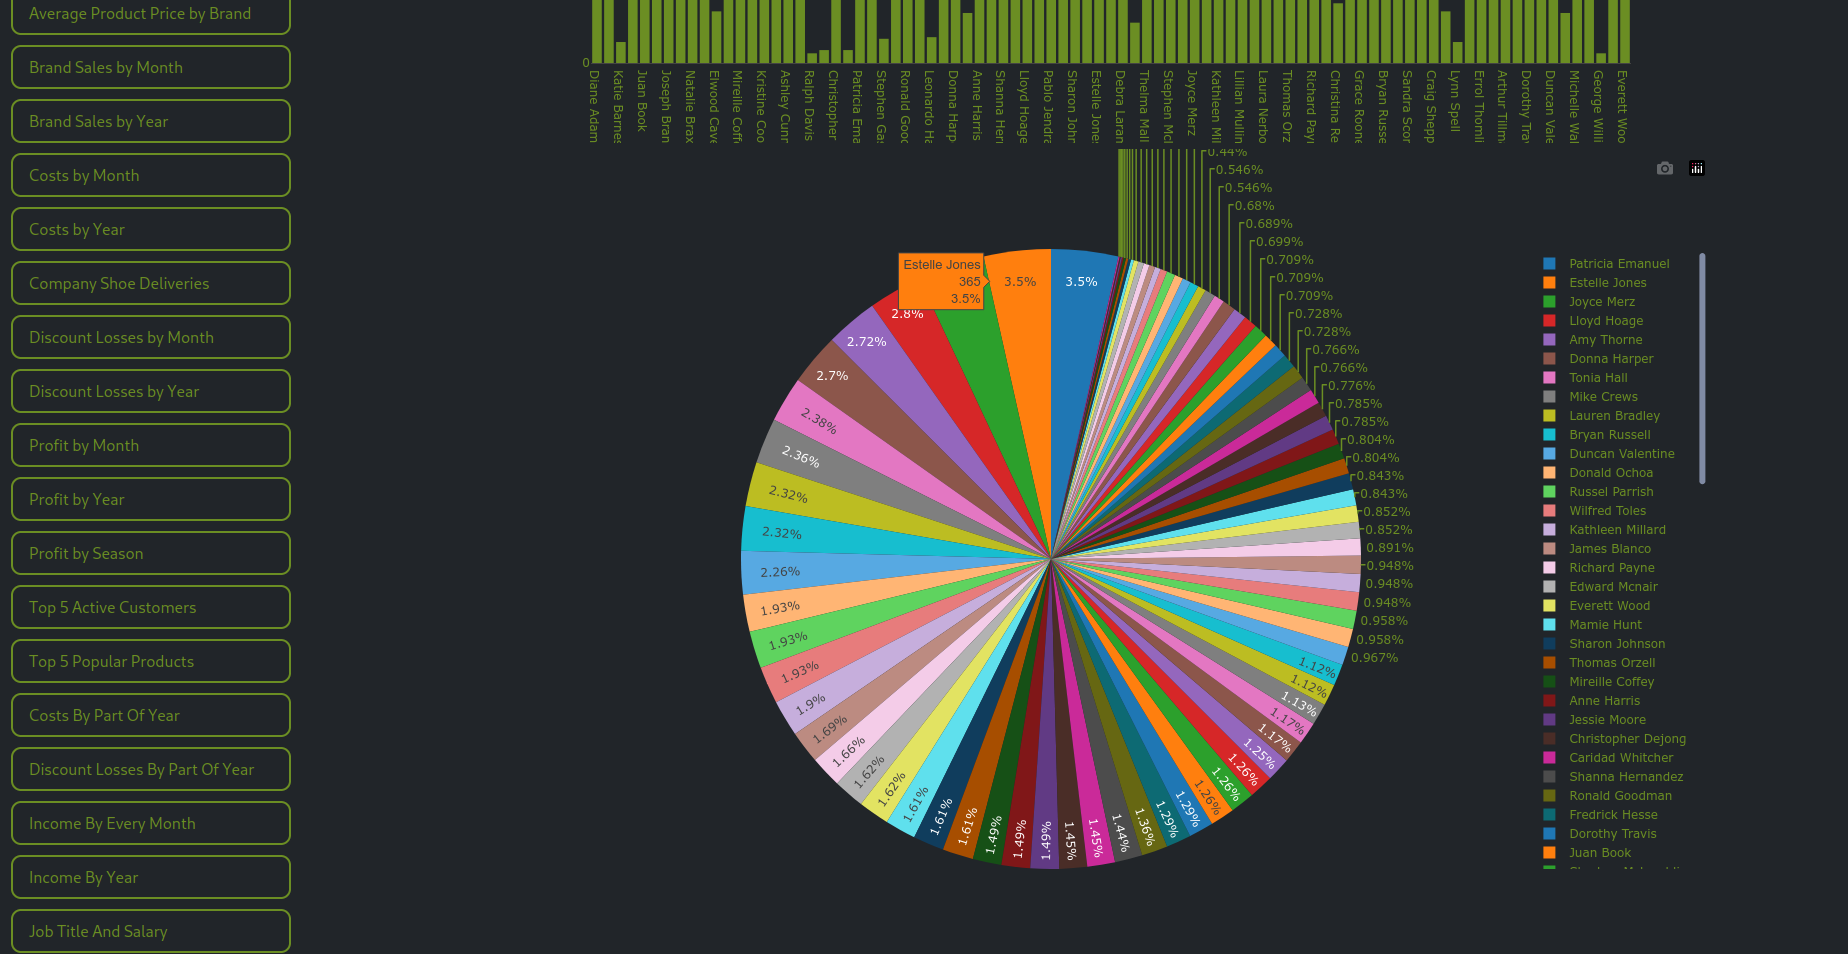 Average Product Price by Brand
Brand Sales by Month
Brand Sales by Year
Costs by Month
Costs by Year
Company Shoe Deliveries
Discount Losses by Month
Discount Losses by Year
Profit by Month
Profit by Year
Profit by Season
Top 5 Active Customers
Top 5 Popular Products
Costs By Part Of Year
Discount Losses By Part Of Year
Income By Every Month
Income By Year
Job Title And Salary
0
Diane Adam
Katie Barne
Juan Book
Joseph Bran
Natalie Brax
Elwood Cave
Mireille Coff
Kristine Coo
Ashley Cunn
Ralph Davis
Christopher
Patricia Ema
Stephen Ga
Ronald Good
Leonardo Ha
Donna Harp
Anne Harris
Shanna Her
Lloyd Hoage
Pablo Jendra
Sharon John
Estelle Jone
Debra Laran
Thelma Mall
Stephen Mcl
Joyce Merz
Kathleen Mil
Lillian Mullin
Laura Nerbo
Thomas Orz
Richard Payn
Christina Re
Grace Roone
Bryan Russe
Sandra Scor
Craig Shepp
Lynn Spell
Errol Thomli
Arthur Tillm
Dorothy Tra
Duncan Vale
Michelle Wal
George Willi
Everett Woo
0.44%
0.546%
0.546%
0.68%
0.689%
0.699%
0.709%
0.709%
0.709%
0.728%
0.728%
0.766%
0.766%
0.776%
0.785%
0.785%
0.804%
0.804%
0.843%
0.843%
0.852%
0.852%
0.891%
0.948%
0.948%
0.948%
0.958%
0.958%
0.967%
Estelle Jones
365
3.5%
3.5%
3.5%
2.8%
2.72%
2.7%
2.38%
2.36%
2.32%
2.32%
2.26%
1.93%
1.93%
1.93%
1.9%
1.69%
1.66%
1.62%
1.62%
1.61%
1.61%
1.61%
1.49%
1.49%
1.49%
1.45%
1.45%
1.44%
1.36%
1.29%
1.29%
1.26%
1.26%
1.26%
1.25%
1.17%
1.17%
1.13%
1.12%
1.12%
Patricia Emanuel
Estelle Jones
Joyce Merz
Lloyd Hoage
Amy Thorne
Donna Harper
Tonia Hall
Mike Crews
Lauren Bradley
Bryan Russell
Duncan Valentine
Donald Ochoa
Russel Parrish
Wilfred Toles
Kathleen Millard
James Blanco
Richard Payne
Edward Mcnair
Everett Wood
Mamie Hunt
Sharon Johnson
Thomas Orzell
Mireille Coffey
Anne Harris
Jessie Moore
Christopher Dejong
Caridad Whitcher
Shanna Hernandez
Ronald Goodman
Fredrick Hesse
Dorothy Travis
Juan Book